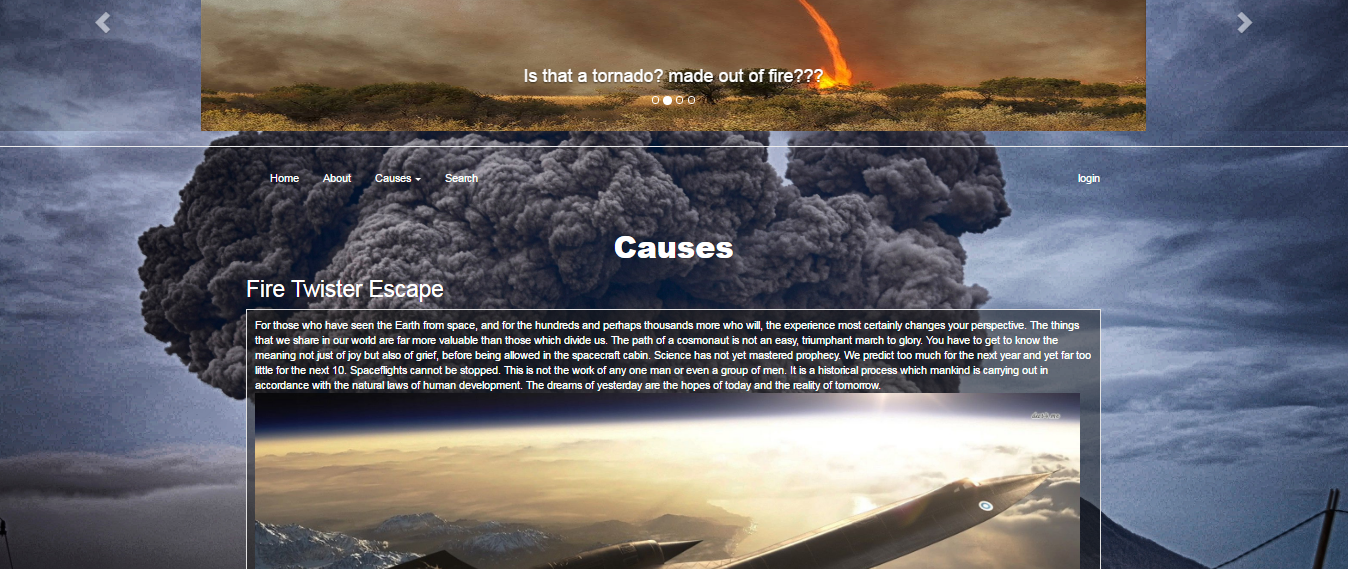 Is that a tornado? made out of fire???
Home About Causes Search login
Causes
Fire Twister Escape
For those who have seen the Earth from space, and for the hundreds and perhaps thousands more who will, the experience most certainly changes your perspective. The things
that we share in our world are far more valuable than those which divide us. The path of a cosmonaut is not an easy, triumphant march to glory. You have to get to know the
meaning not just of joy but also of grief, before being allowed in the spacecraft cabin. Science has not yet mastered prophecy. We predict too much for the next year and yet far too
little for the next 10. Spaceflights cannot be stopped. This is not the work of any one man or even a group of men. It is a historical process which mankind is carrying out in
accordance with the natural laws of human development. The dreams of yesterday are the hopes of today and the reality of tomorrow.